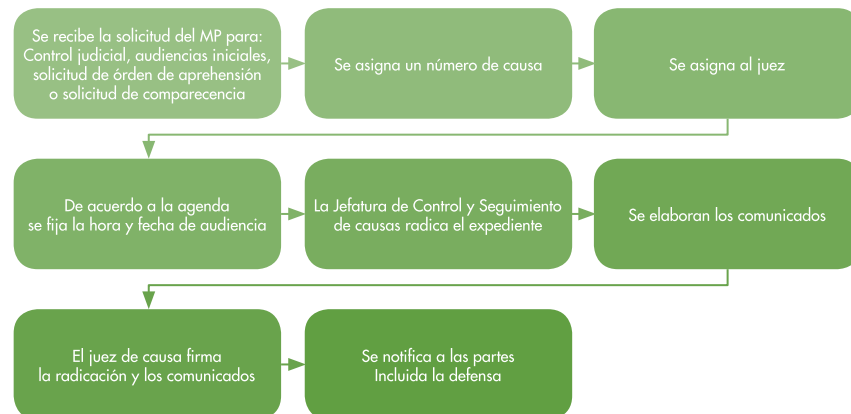 Se recibe la solicitud del MP para:
Control judicial, audiencias iniciales,
solicitud de órden de aprehensión
o solicitud de comparecencia
Se asigna un número de causa
Se asigna al juez
De acuerdo a la agenda
se fija la hora y fecha de audiencia
La Jefatura de Control y Seguimiento
de causas radica el expediente
Se elaboran los comunicados
El juez de causa firma
la radicación y los comunicados
Se notifica a las partes
Incluida la defensa